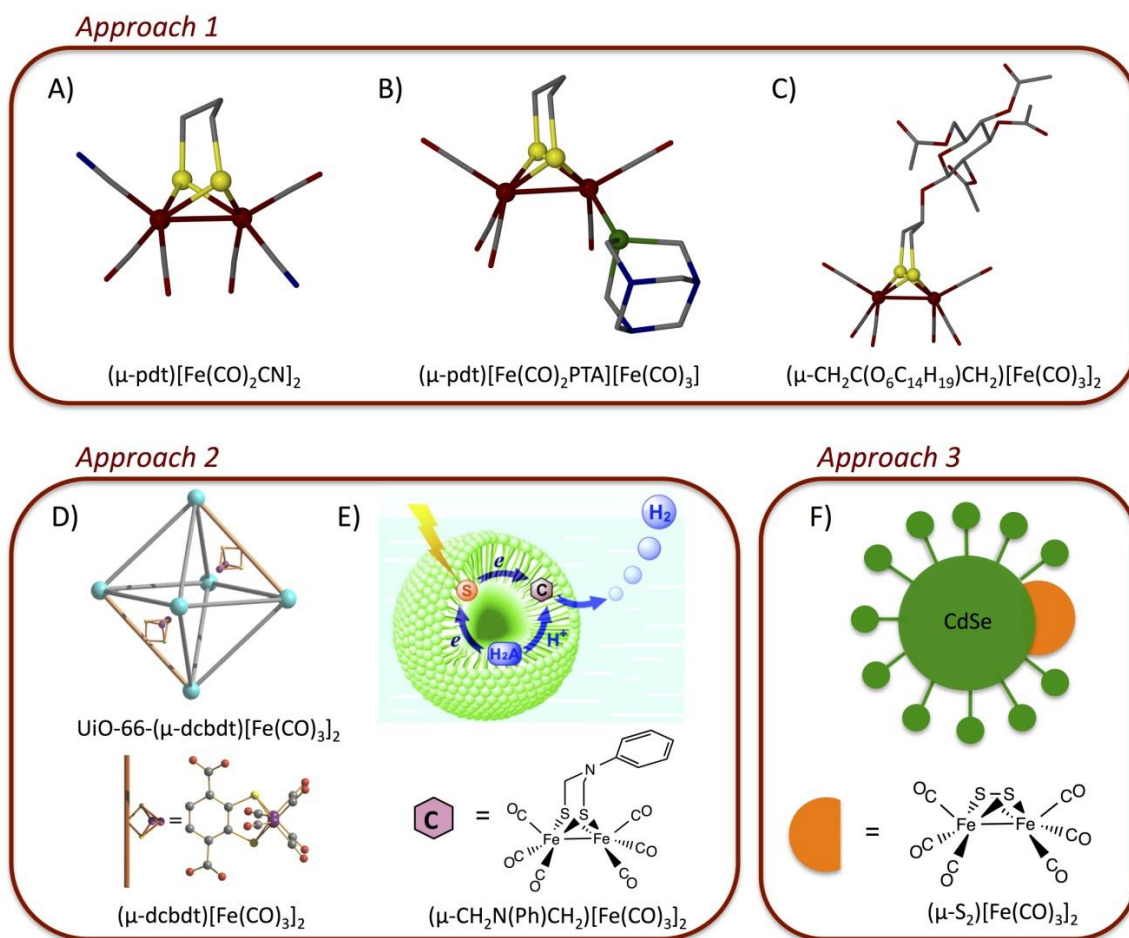 Approach 1
A)
B)
C)
(μ-pdt)[Fe(CO)₂CN]₂
(μ-pdt)[Fe(CO)₂PTA][Fe(CO)₃]
(μ-CH₂C(O₆C₁₄H₁₉)CH₂)[Fe(CO)₃]₂
Approach 2
D)
UiO-66-(μ-dcbdt)[Fe(CO)₃]₂
=
(μ-dcbdt)[Fe(CO)₃]₂
E)
H₂
e
S
C
e
H⁺
H₂A
C =
N
S
S
OC
CO
Fe
Fe
OC
CO
OC
CO
(μ-CH₂N(Ph)CH₂)[Fe(CO)₃]₂
Approach 3
F)
CdSe
=
S
S
OC
CO
Fe
Fe
OC
CO
OC
CO
(μ-S₂)[Fe(CO)₃]₂